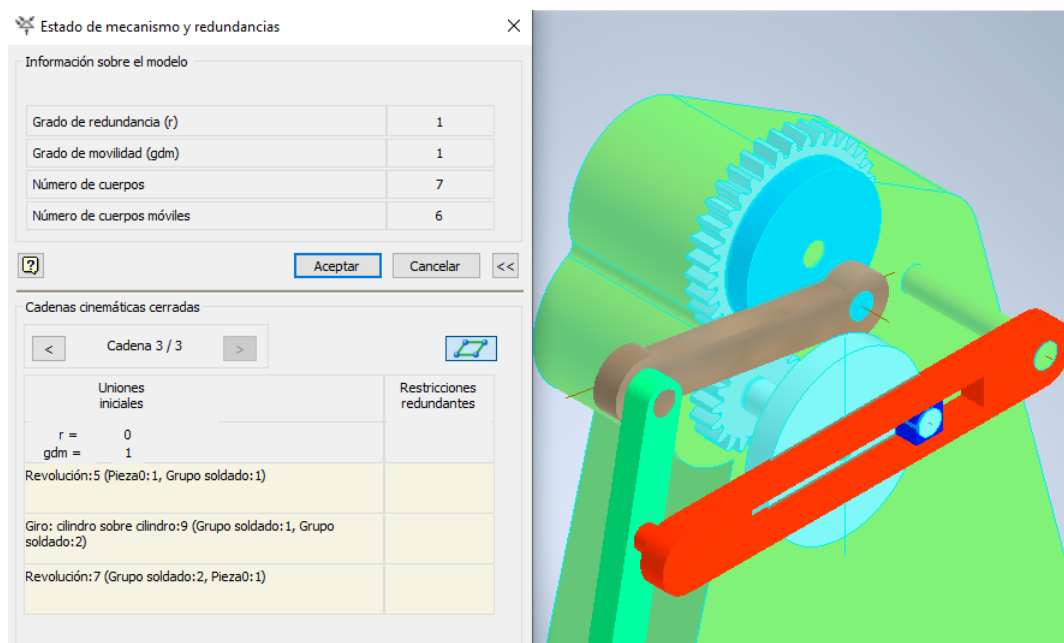 Estado de mecanismo y redundancias
Información sobre el modelo
Grado de redundancia (r) 1
Grado de movilidad (gdm) 1
Número de cuerpos 7
Número de cuerpos móviles 6
Aceptar Cancelar <<
Cadenas cinemáticas cerradas
< Cadena 3 / 3 >
Uniones Restricciones
iniciales redundantes
r = 0
gdm = 1
Revolución:5 (Pieza0:1, Grupo soldado:1)
Giro: cilindro sobre cilindro:9 (Grupo soldado:1, Grupo
soldado:2)
Revolución:7 (Grupo soldado:2, Pieza0:1)